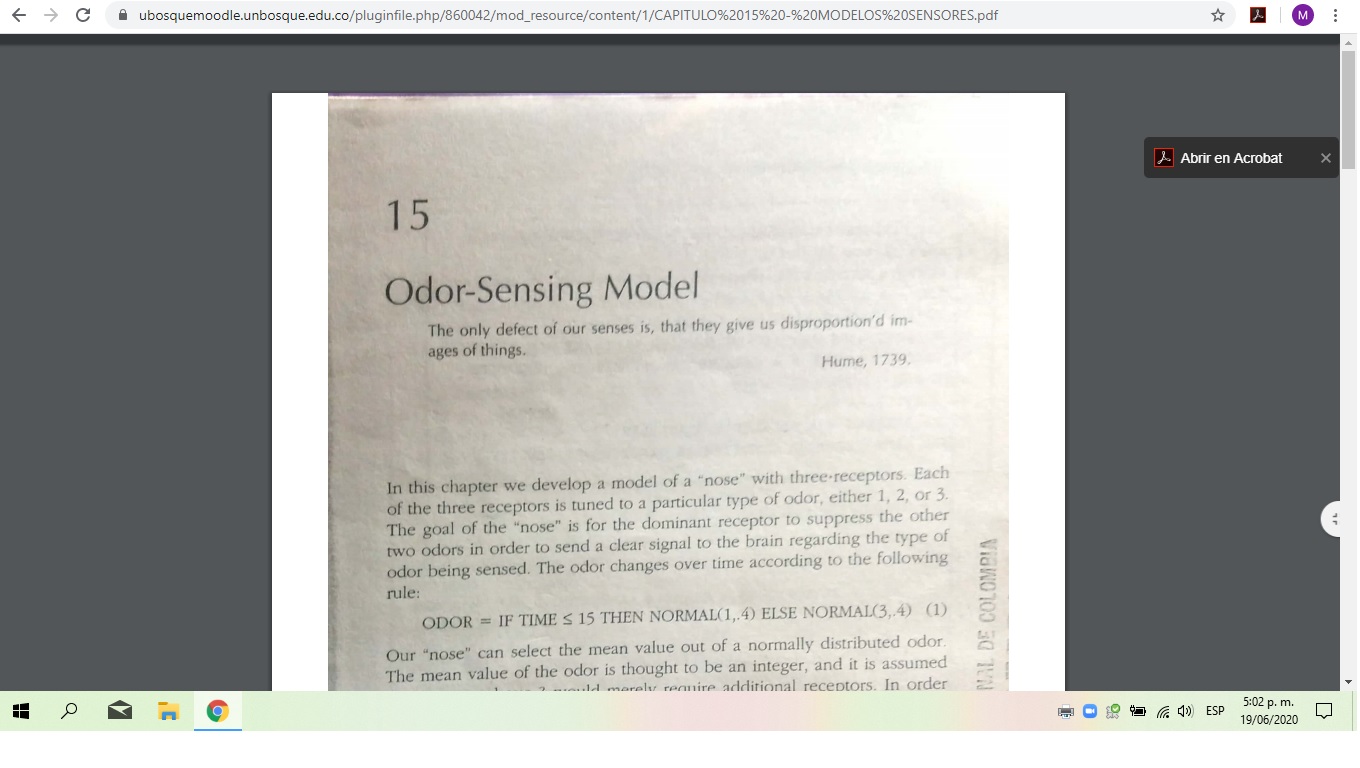 ubosquemoodle.unbosque.edu.co/pluginfile.php/860042/mod_resource/content/1/CAPITULO%2015%20-%20MODELOS%20SENSORES.pdf
M
Abrir en Acrobat
15
Odor-Sensing Model
The only defect of our senses is, that they give us disproportion'd im-
ages of things.
Hume, 1739.
In this chapter we develop a model of a "nose" with three-receptors. Each
of the three receptors is tuned to a particular type of odor, either 1, 2, or 3.
The goal of the "nose" is for the dominant receptor to suppress the other
two odors in order to send a clear signal to the brain regarding the type of
odor being sensed. The odor changes over time according to the following
rule:
ODOR = IF TIME ≤ 15 THEN NORMAL(1,.4) ELSE NORMAL(3,.4) (1)
Our "nose" can select the mean value out of a normally distributed odor.
The mean value of the odor is thought to be an integer, and it is assumed
3 would merely require additional receptors. In order
DE COLOMBIA
ESP
5:02 p. m.
19/06/2020